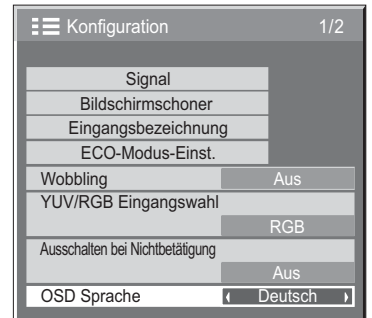 Konfiguration 1/2
Signal
Bildschirmschoner
Eingangsbezeichnung
ECO-Modus-Einst.
Wobbling Aus
YUV/RGB Eingangswahl
RGB
Ausschalten bei Nichtbetätigung
Aus
OSD Sprache Deutsch